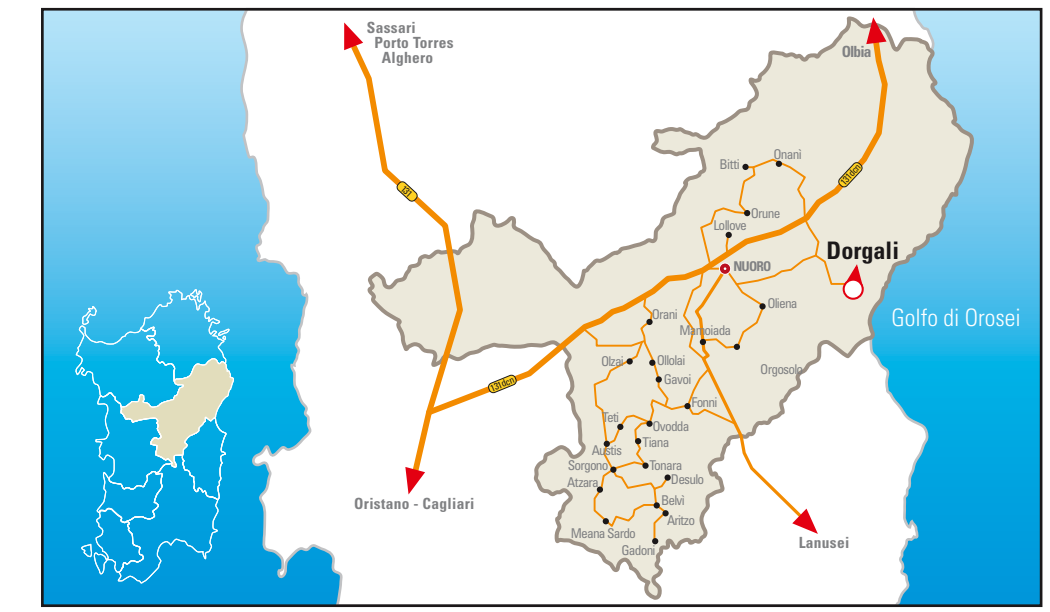 Sassari
Porto Torres
Alghero
Olbia
131
131dcn
Bitti
Onanì
Orune
Lollove
Dorgali
NUORO
Golfo di Orosei
Oliena
Orani
Mamoiada
Olzai
Ollolai
Orgosolo
Gavoi
131dcn
Fonni
Teti
Ovodda
Austis
Tiana
Sorgono
Tonara
Atzara
Desulo
Oristano - Cagliari
Belvì
Aritzo
Meana Sardo
Gadoni
Lanusei